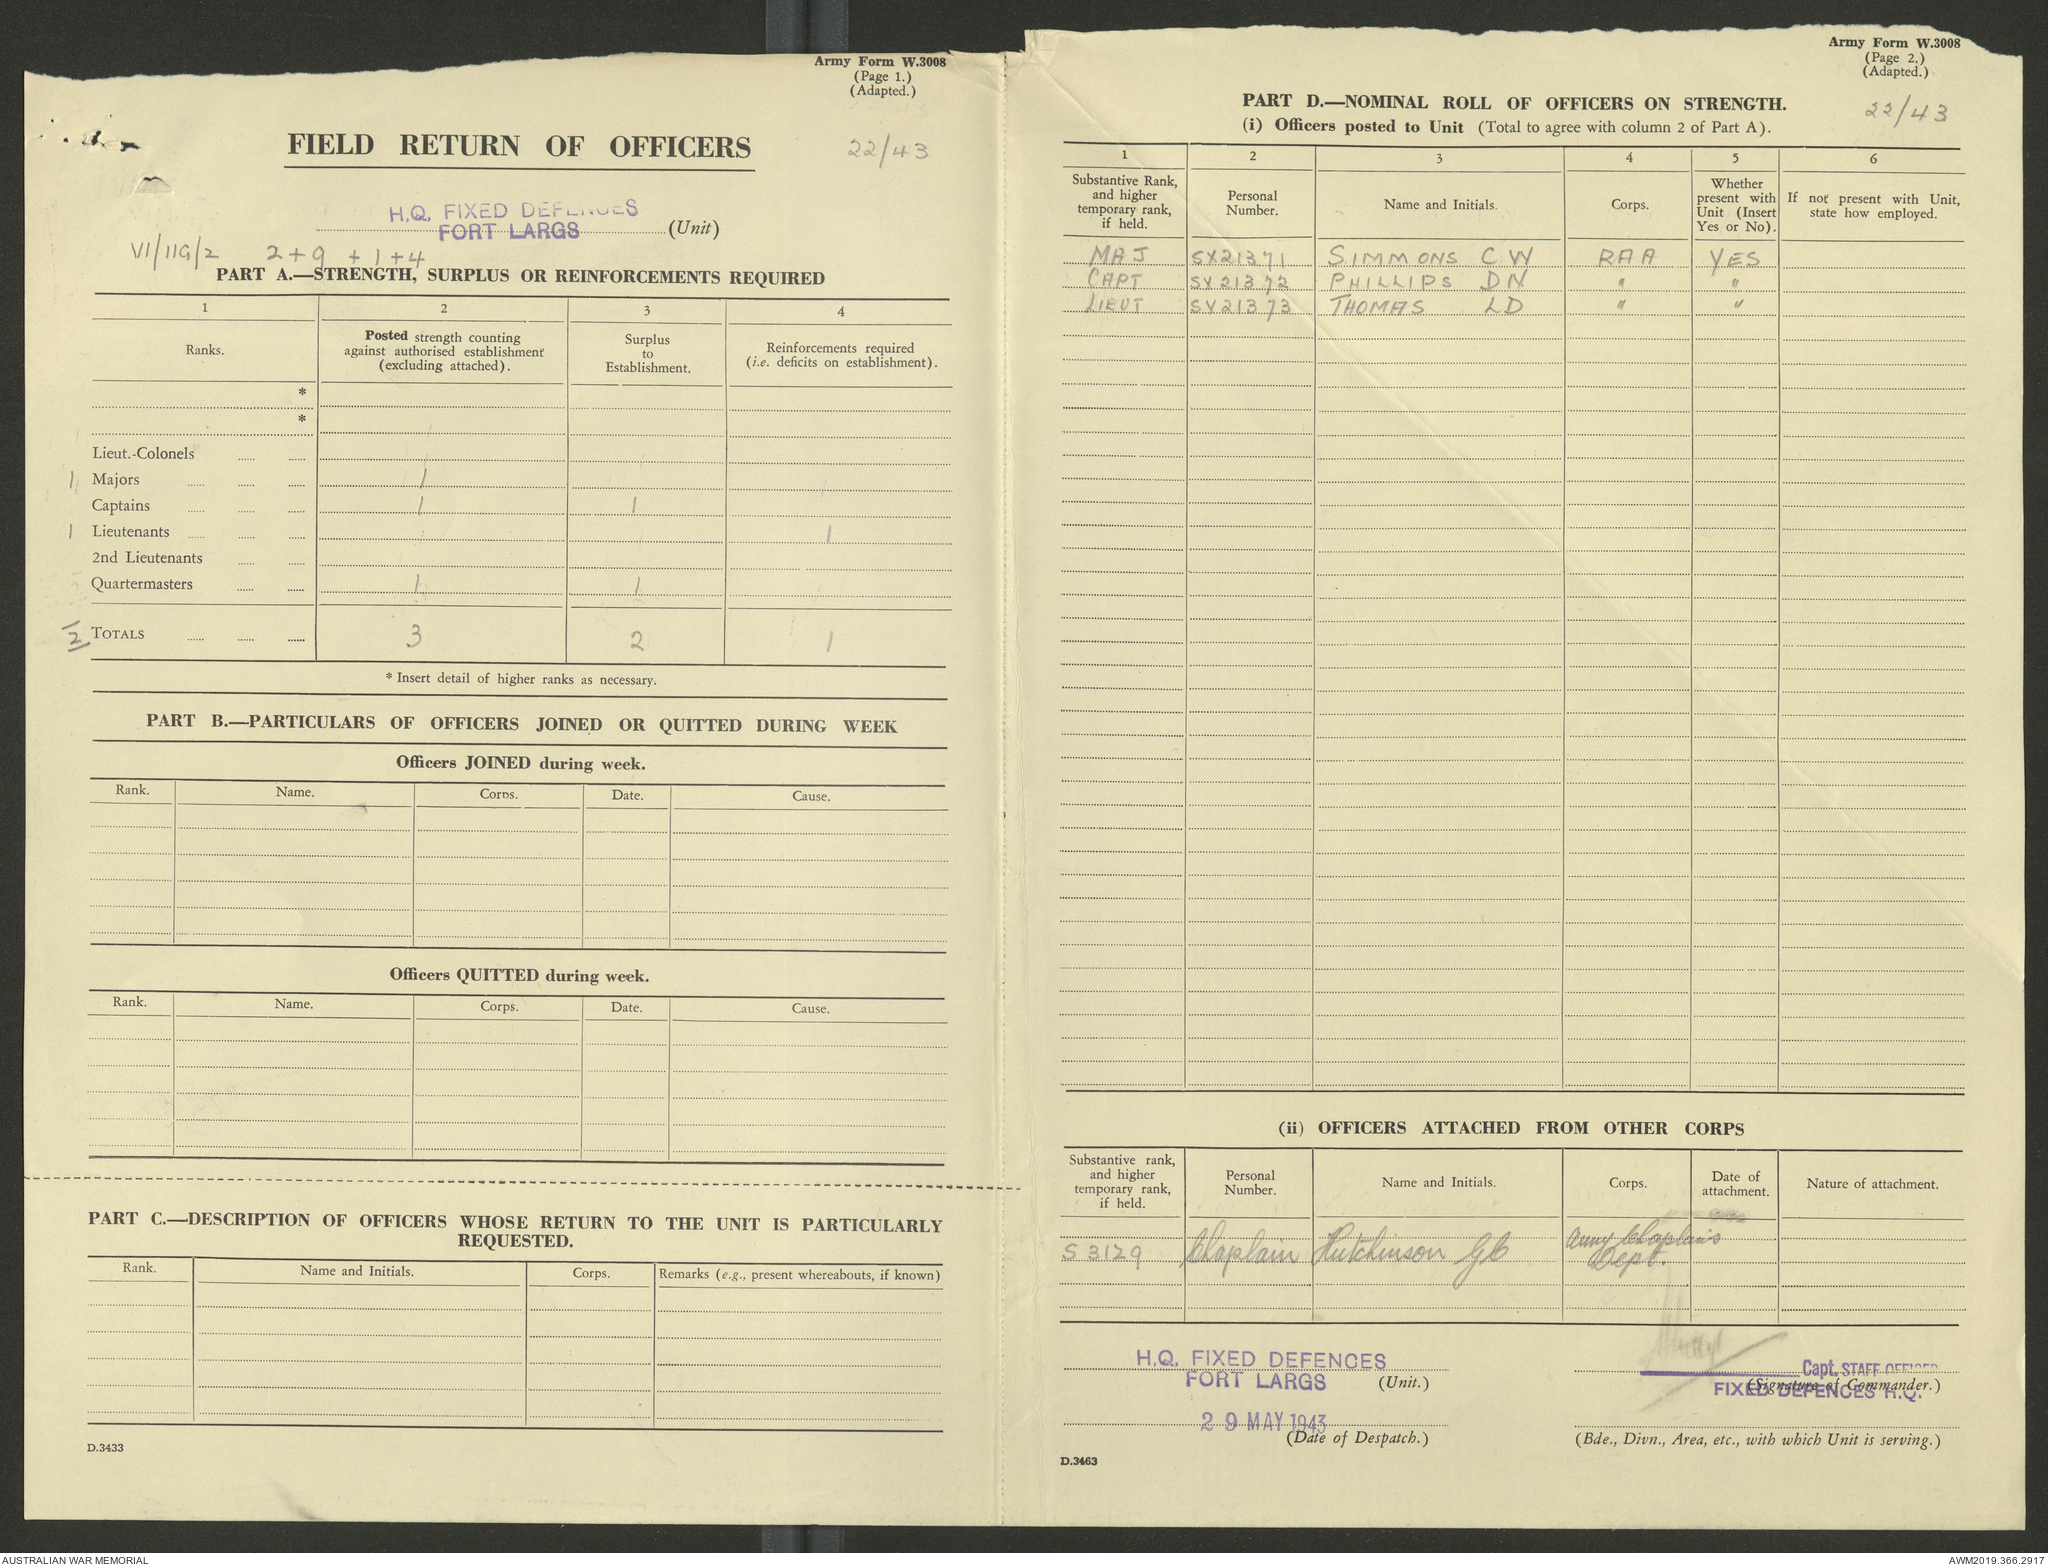 Army Form W.3008
(Page 1.)
(Adapted.)
FIELD RETURN OF OFFICERS
22/43
H.Q. FIXED DEFENCES
FORT LARGS
(Unit)
VI/11G/2 2+9 +1+4
PART A.—STRENGTH, SURPLUS OR REINFORCEMENTS REQUIRED
1 2 3 4
Ranks.
Posted strength counting
against authorised establishment
(excluding attached).
Surplus
to
Establishment.
Reinforcements required
(i.e. deficits on establishment).
*
*
Lieut.-Colonels
1 Majors 1
Captains 1 1
1 Lieutenants 1
2nd Lieutenants
Quartermasters 1 1
2 TOTALS 3 2 1
* Insert detail of higher ranks as necessary.
PART B.—PARTICULARS OF OFFICERS JOINED OR QUITTED DURING WEEK
Officers JOINED during week.
Rank. Name. Corps. Date. Cause.
Officers QUITTED during week.
Rank. Name. Corps. Date. Cause.
PART C.—DESCRIPTION OF OFFICERS WHOSE RETURN TO THE UNIT IS PARTICULARLY
REQUESTED.
Rank. Name and Initials. Corps. Remarks (e.g., present whereabouts, if known)
D.3433
Army Form W.3008
(Page 2.)
(Adapted.)
PART D.—NOMINAL ROLL OF OFFICERS ON STRENGTH.
22/43
(i) Officers posted to Unit (Total to agree with column 2 of Part A).
1 2 3 4 5 6
Substantive Rank,
and higher
temporary rank,
if held.
Personal
Number.
Name and Initials.
Corps.
Whether
present with
Unit (Insert
Yes or No).
If not present with Unit,
state how employed.
MAJ SX21371 SIMMONS C W RAA YES
CAPT SX21372 PHILLIPS DN " "
LIEUT SX21373 THOMAS LD " "
(ii) OFFICERS ATTACHED FROM OTHER CORPS
Substantive rank,
and higher
temporary rank,
if held.
Personal
Number.
Name and Initials.
Corps.
Date of
attachment.
Nature of attachment.
S 3129 Chaplain Hutchinson G C Army Chaplains
Dept.
H.Q. FIXED DEFENCES
FORT LARGS
(Unit.)
Capt. STAFF OFFICER
(Signature of Commander.)
FIXED DEFENCES H.Q.
29 MAY 1943
(Date of Despatch.)
(Bde., Divn., Area, etc., with which Unit is serving.)
D.3463
AUSTRALIAN WAR MEMORIAL
AWM2019.366.2917